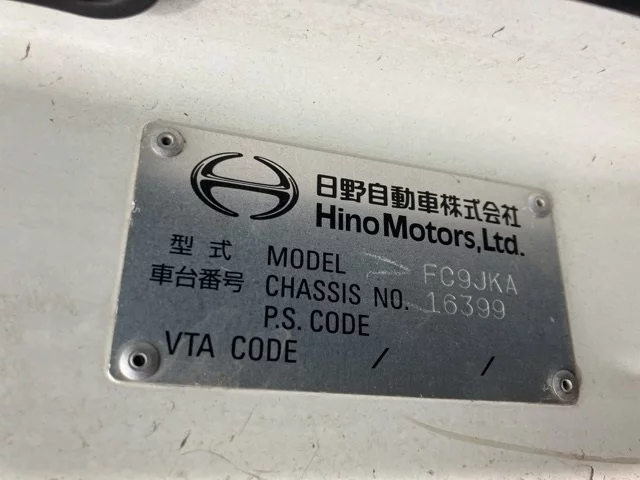 日野自動車株式会社
Hino Motors, Ltd.
型式 MODEL FC9JKA
車台番号 CHASSIS NO. 16399
P.S. CODE
VTA CODE / /